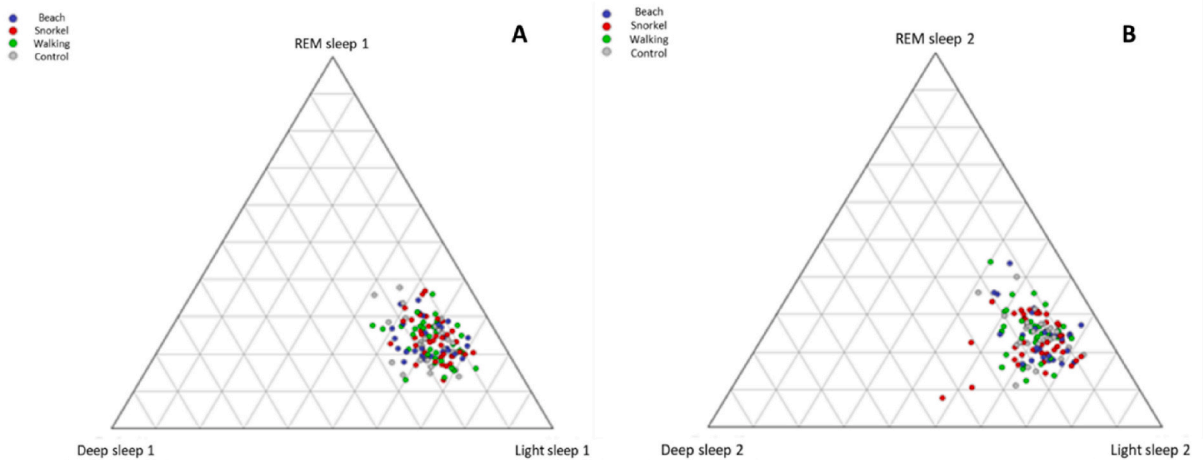 Beach
Snorkel
Walking
Control
REM sleep 1
A
Deep sleep 1
Light sleep 1
Beach
Snorkel
Walking
Control
REM sleep 2
B
Deep sleep 2
Light sleep 2